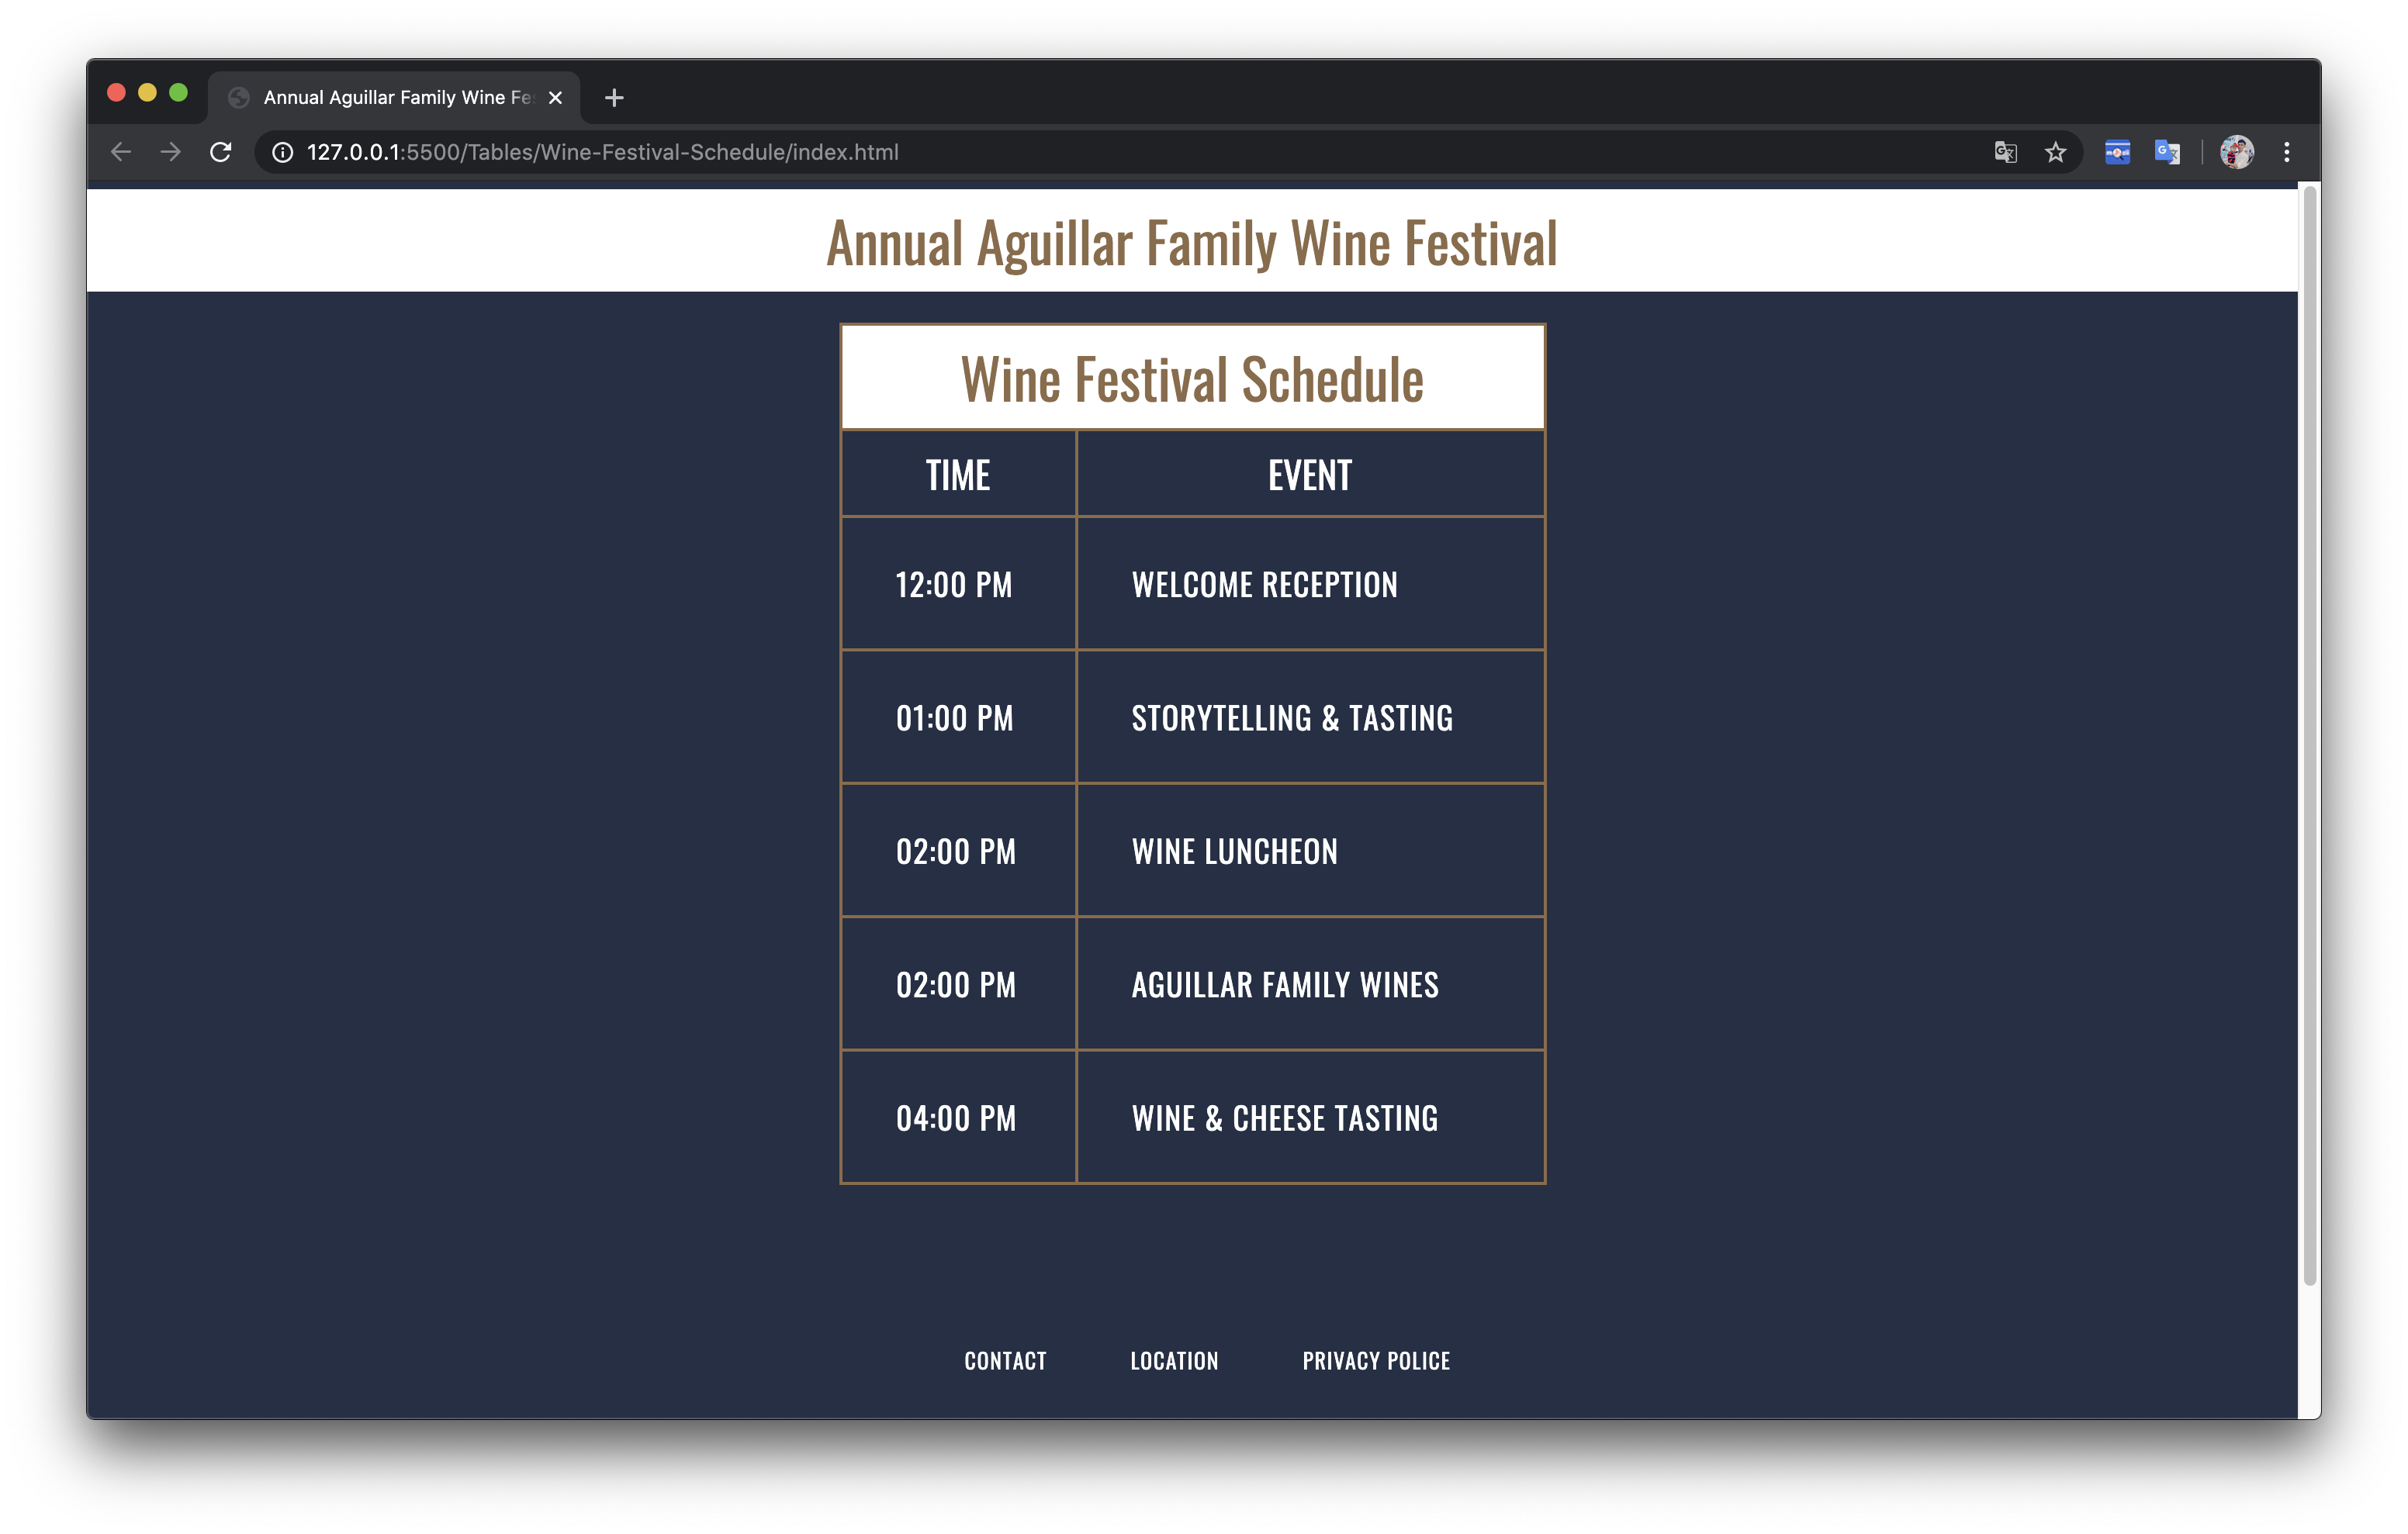 Annual Aguillar Family Wine Fes
127.0.0.1:5500/Tables/Wine-Festival-Schedule/index.html
Annual Aguillar Family Wine Festival
Wine Festival Schedule
TIME EVENT
12:00 PM WELCOME RECEPTION
01:00 PM STORYTELLING & TASTING
02:00 PM WINE LUNCHEON
02:00 PM AGUILLAR FAMILY WINES
04:00 PM WINE & CHEESE TASTING
CONTACT LOCATION PRIVACY POLICE